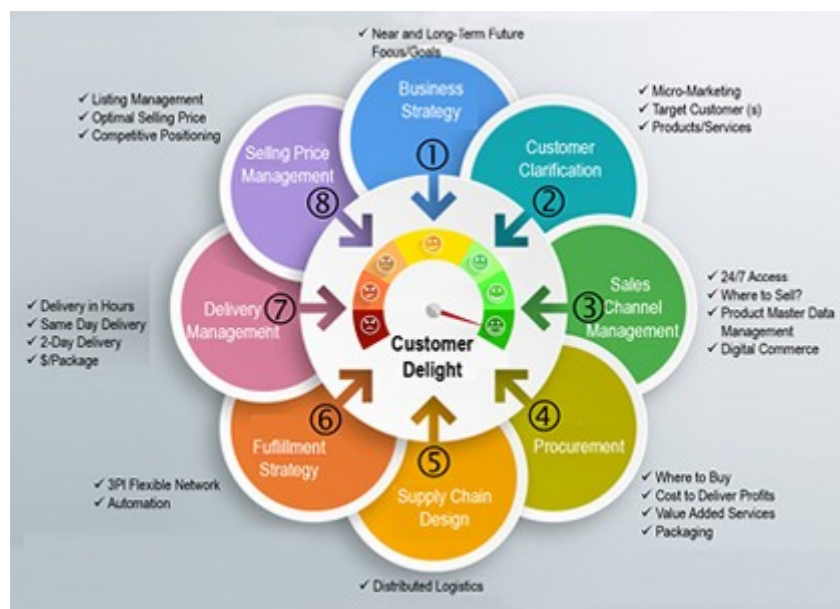 ✓ Near and Long-Term Future
Focus/Goals
Business
Strategy
①
✓ Micro-Marketing
✓ Target Customer (s)
✓ Products/Services
Customer
Clarification
②
✓ 24/7 Access
✓ Where to Sell?
✓ Product Master Data
Management
✓ Digital Commerce
Sales
Channel
Management
③
✓ Where to Buy
✓ Cost to Deliver Profits
✓ Value Added Services
✓ Packaging
Procurement
④
Supply Chain
Design
⑤
✓ Distributed Logistics
Fuflillment
Strategy
⑥
✓ 3PI Flexible Network
✓ Automation
Delivery
Management
⑦
✓ Delivery in Hours
✓ Same Day Delivery
✓ 2-Day Delivery
✓ $/Package
Sellng Price
Management
⑧
✓ Listing Management
✓ Optimal Selling Price
✓ Competitive Positioning
Customer
Delight